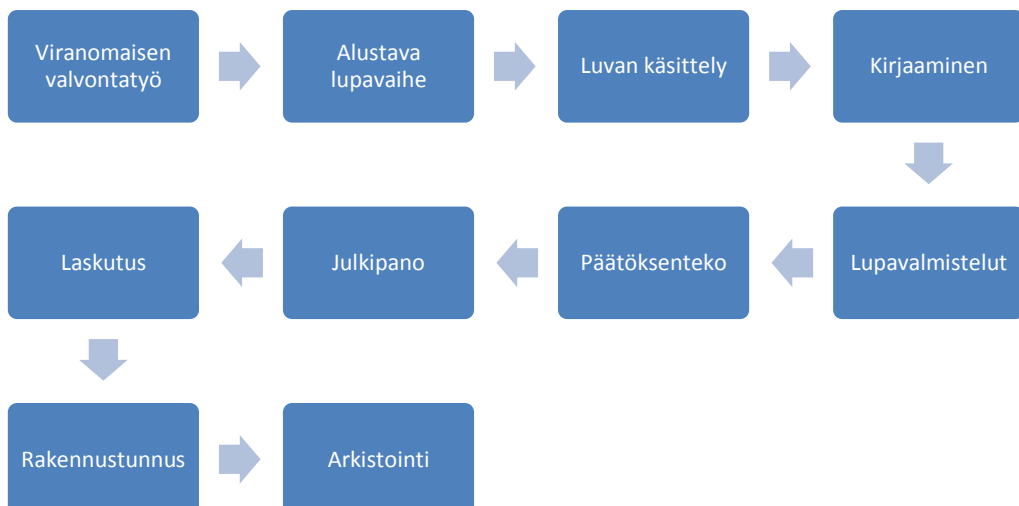 Viranomaisen
valvontatyö
Alustava
lupavaihe
Luvan käsittely
Kirjaaminen
Lupavalmistelut
Päätöksenteko
Julkipano
Laskutus
Rakennustunnus
Arkistointi